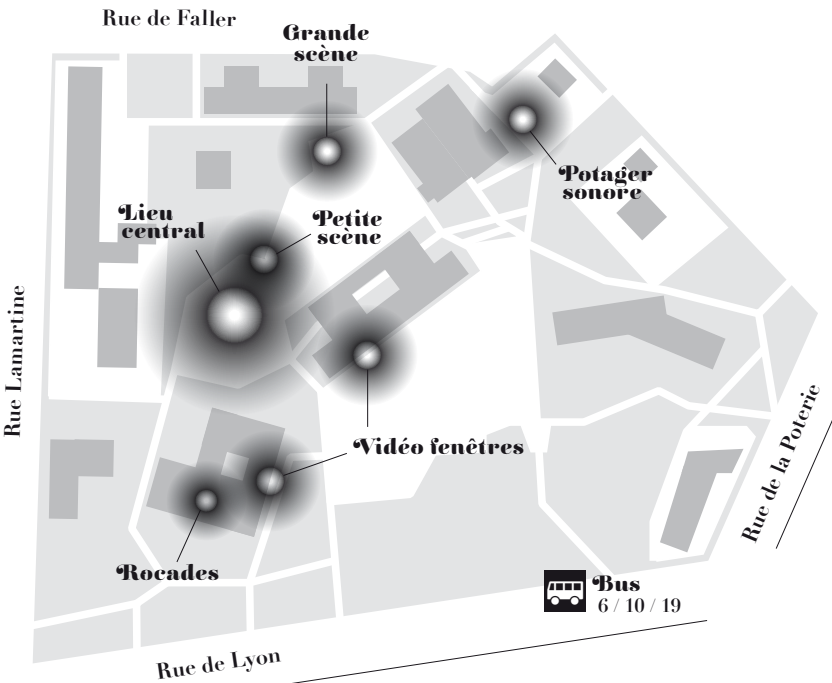 Rue de Faller
Grande
scène
Potager
sonore
Lieu
central
Petite
scène
Rue Lamartine
Vidéo fenêtres
Rue de la Poterie
Rocades
Bus
6 / 10 / 19
Rue de Lyon